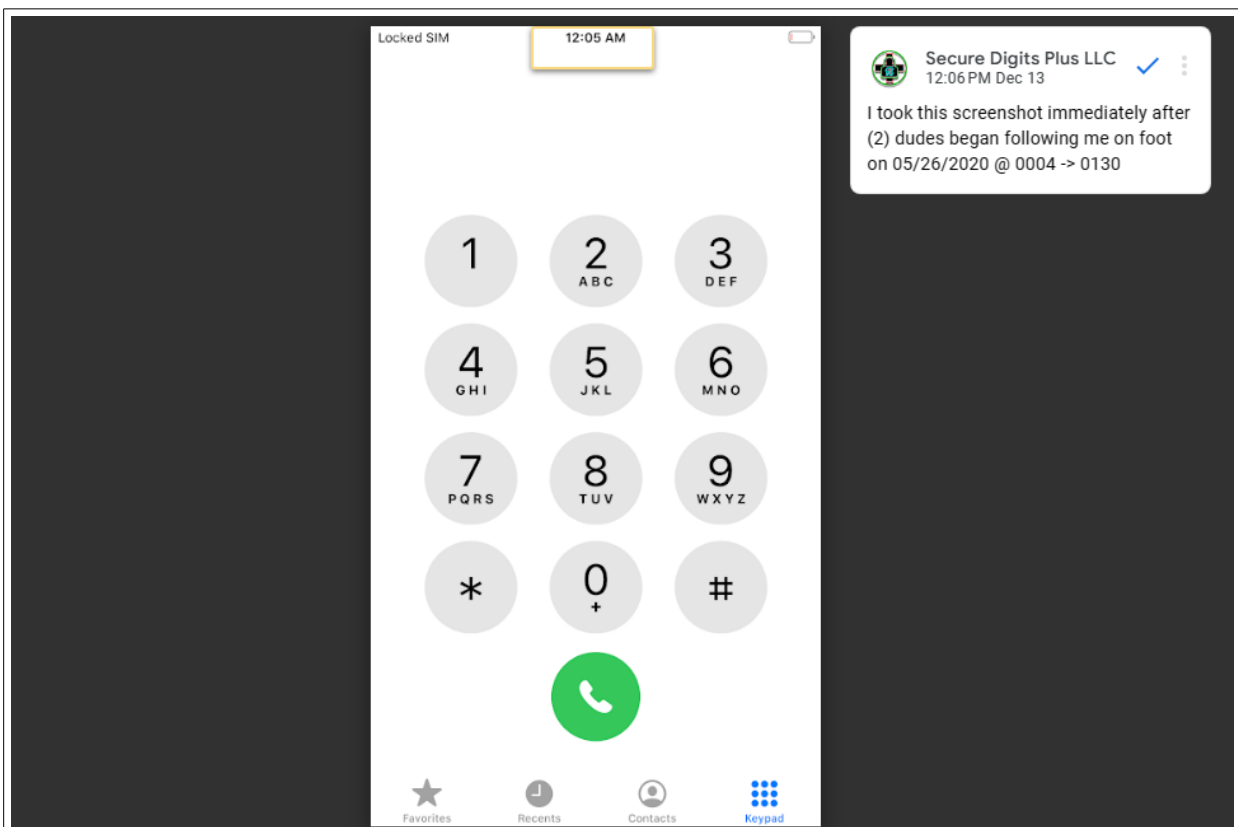 Locked SIM 12:05 AM
Secure Digits Plus LLC
12:06 PM Dec 13
I took this screenshot immediately after
(2) dudes began following me on foot
on 05/26/2020 @ 0004 -> 0130
1 2 3
ABC DEF
4 5 6
GHI JKL MNO
7 8 9
PQRS TUV WXYZ
* 0 #
+
Favorites Recents Contacts Keypad